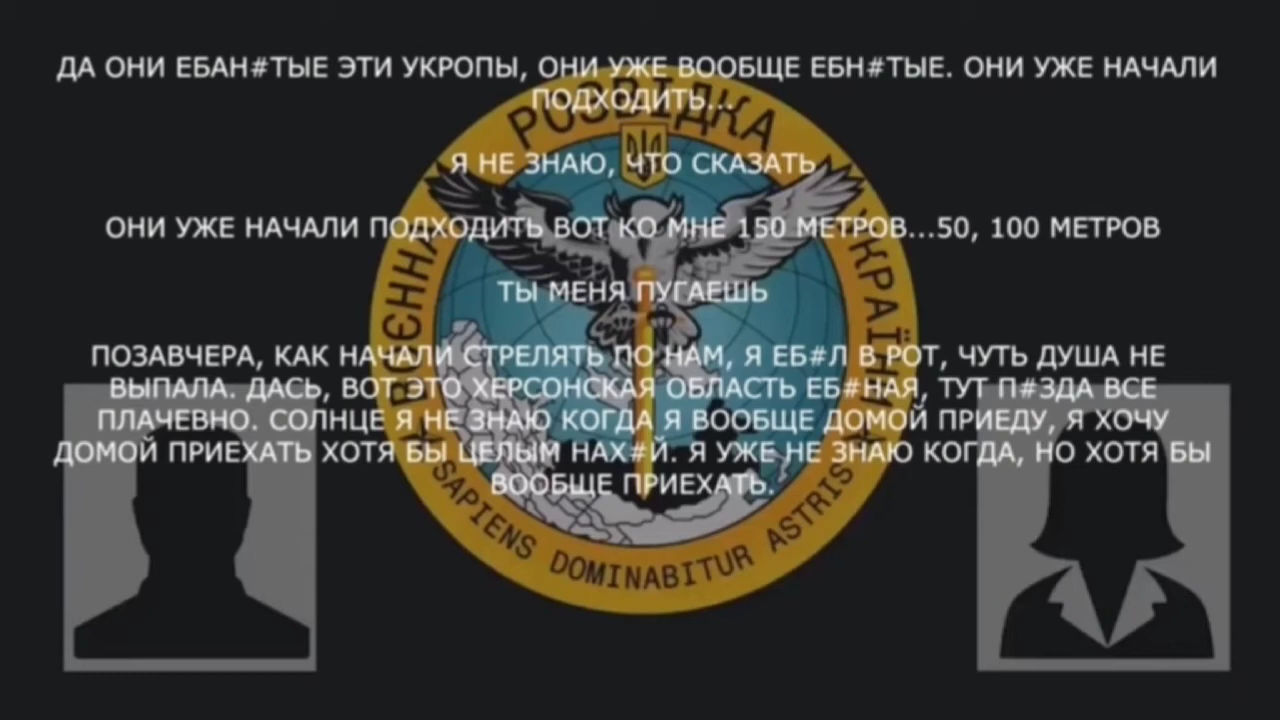 ДА ОНИ ЕБАН#ТЫЕ ЭТИ УКРОПЫ, ОНИ УЖЕ ВООБЩЕ ЕБН#ТЫЕ. ОНИ УЖЕ НАЧАЛИ
ПОДХОДИТЬ...
Я НЕ ЗНАЮ, ЧТО СКАЗАТЬ
ОНИ УЖЕ НАЧАЛИ ПОДХОДИТЬ ВОТ КО МНЕ 150 МЕТРОВ...50, 100 МЕТРОВ
ТЫ МЕНЯ ПУГАЕШЬ
ПОЗАВЧЕРА, КАК НАЧАЛИ СТРЕЛЯТЬ ПО НАМ, Я ЕБ#Л В РОТ, ЧУТЬ ДУША НЕ
ВЫПАЛА. ДАСЬ, ВОТ ЭТО ХЕРСОНСКАЯ ОБЛАСТЬ ЕБ#НАЯ, ТУТ П#ЗДА ВСЕ
ПЛАЧЕВНО. СОЛНЦЕ Я НЕ ЗНАЮ КОГДА Я ВООБЩЕ ДОМОЙ ПРИЕДУ, Я ХОЧУ
ДОМОЙ ПРИЕХАТЬ ХОТЯ БЫ ЦЕЛЫМ НАХ#Й. Я УЖЕ НЕ ЗНАЮ КОГДА, НО ХОТЯ БЫ
ВООБЩЕ ПРИЕХАТЬ.
ВОЄННА РОЗВІДКА УКРАЇНИ
SAPIENS DOMINABITUR ASTRIS